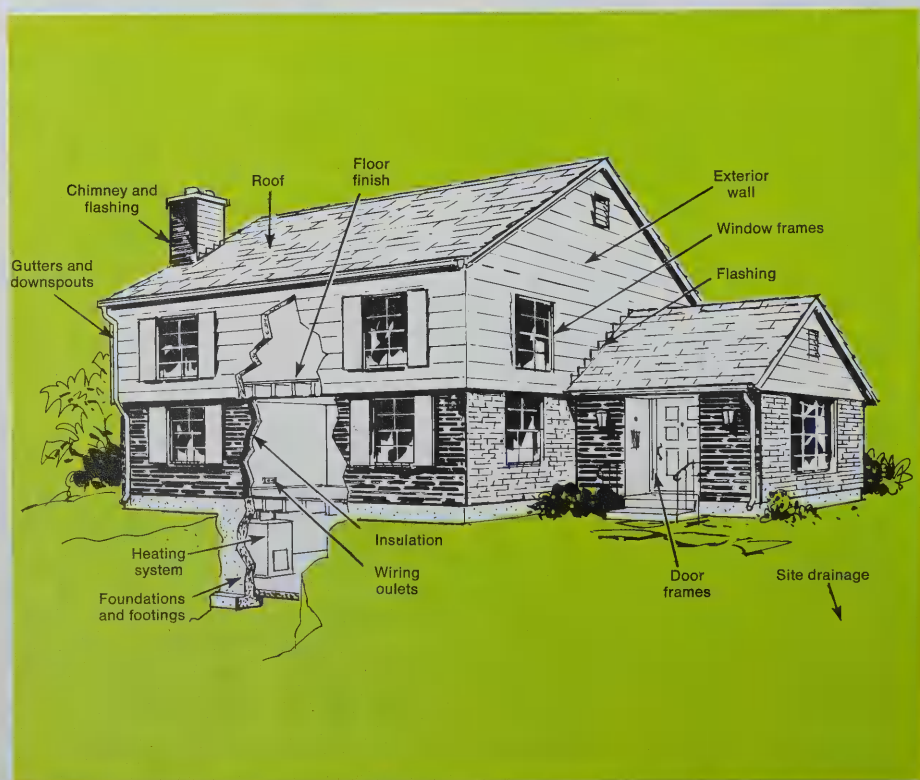 Floor
finish
Roof
Chimney and
flashing
Exterior
wall
Window frames
Gutters and
downspouts
Flashing
Insulation
Heating
system
Wiring
oulets
Door
frames
Site drainage
Foundations
and footings